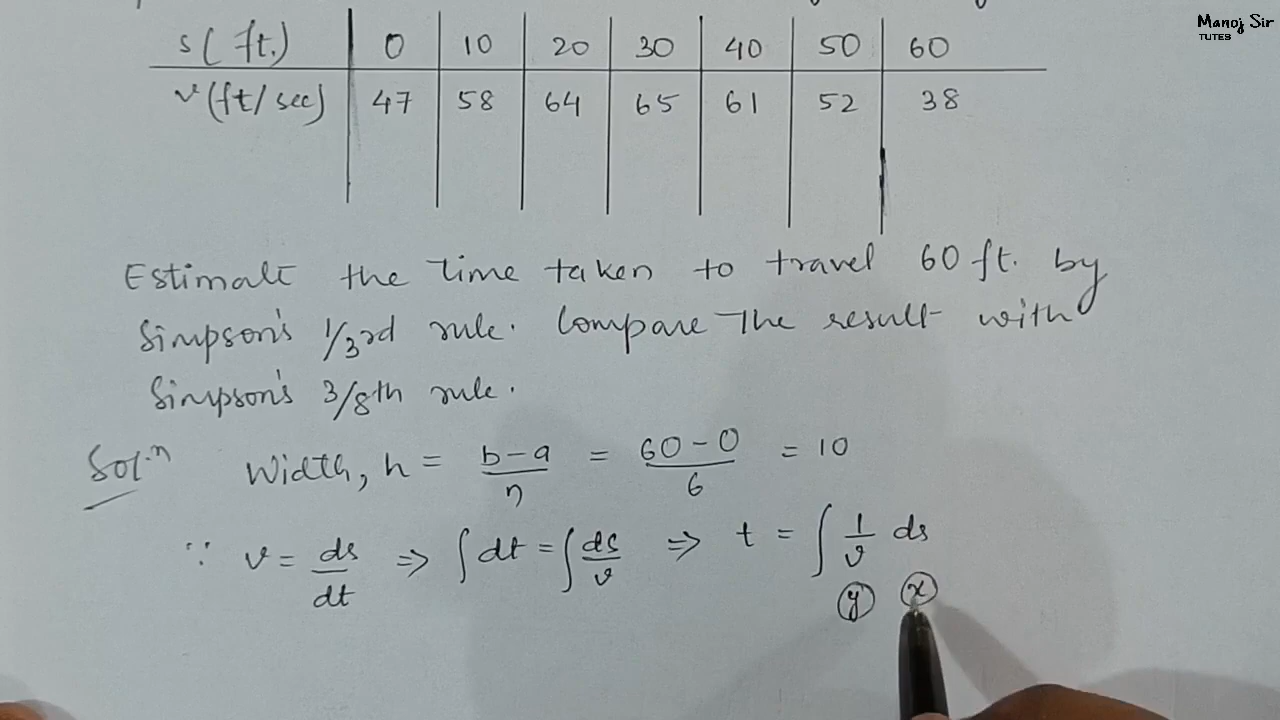 Manoj Sir
TUTES
s(ft.) 0 10 20 30 40 50 60
v(ft/sec) 47 58 64 65 61 52 38
Estimate the time taken to travel 60 ft. by
Simpson's 1/3rd rule. Compare the result with
Simpson's 3/8th rule.
Sol.n Width, h = b-a/n = 60-0/6 = 10
∵ v = ds/dt ⇒ ∫dt = ∫ds/v ⇒ t = ∫ 1/v ds
y x